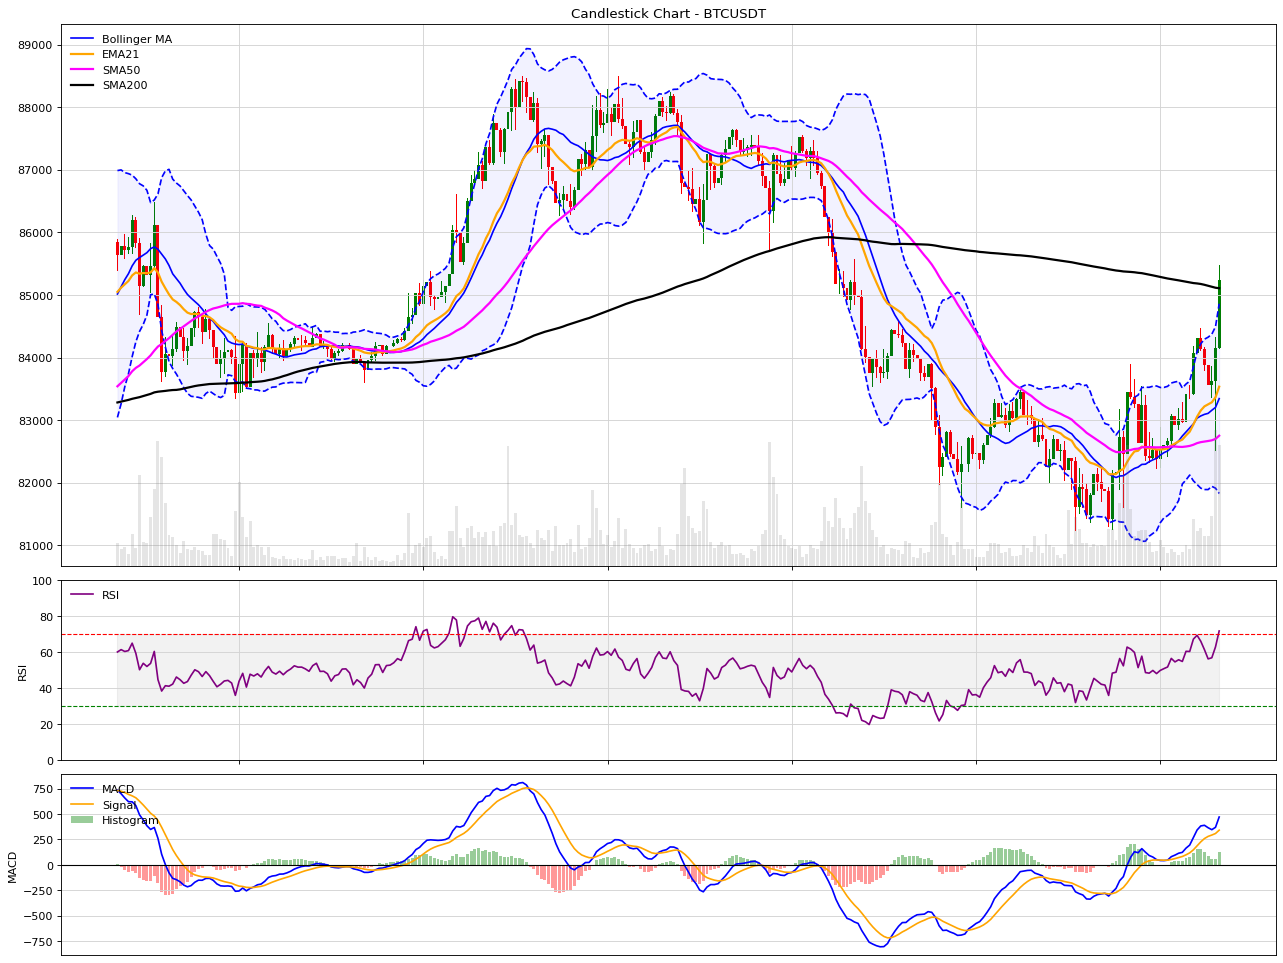 Candlestick Chart - BTCUSDT
Bollinger MA
EMA21
SMA50
SMA200
89000
88000
87000
86000
85000
84000
83000
82000
81000
RSI
100
80
60
40
20
0
RSI
MACD
Signal
Histogram
750
500
250
0
−250
−500
−750
MACD